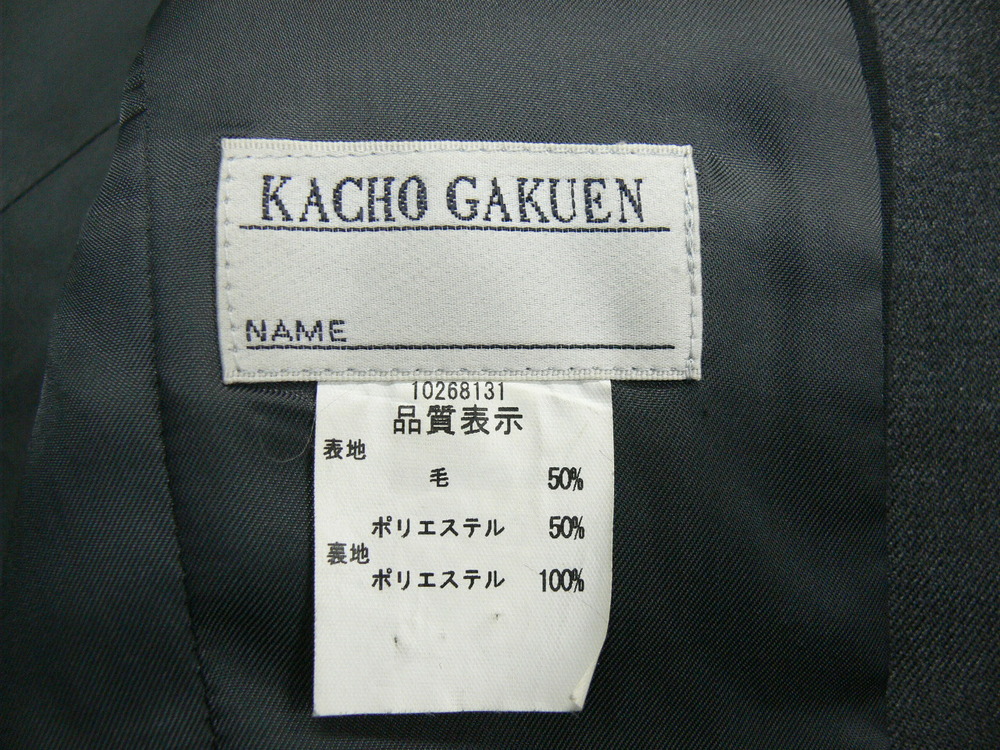 KACHO GAKUEN
NAME
10268131
品質表示
表地
毛 50%
ポリエステル 50%
裏地
ポリエステル 100%